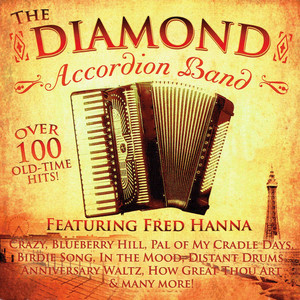 THE
DIAMOND
Accordion Band
OVER
100
OLD-TIME
HITS!
FEATURING FRED HANNA
CRAZY, BLUEBERRY HILL, PAL OF MY CRADLE DAYS,
BIRDIE SONG, IN THE MOOD, DISTANT DRUMS,
ANNIVERSARY WALTZ, HOW GREAT THOU ART
& MANY MORE!